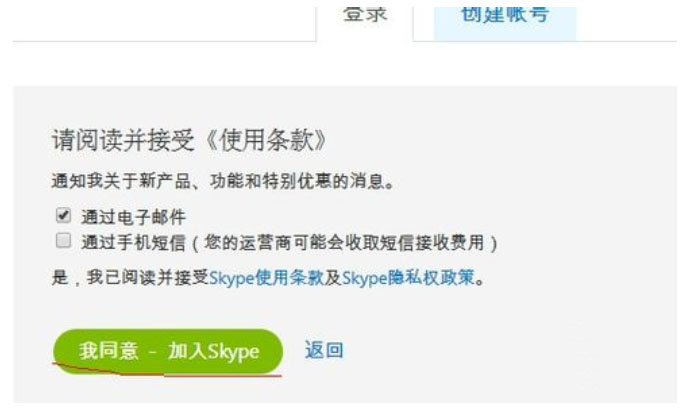 登录 创建帐号
请阅读并接受《使用条款》
通知我关于新产品、功能和特别优惠的消息。
通过电子邮件
通过手机短信 ( 您的运营商可能会收取短信接收费用 )
是，我已阅读并接受Skype使用条款及Skype隐私权政策。
我同意 - 加入Skype 返回